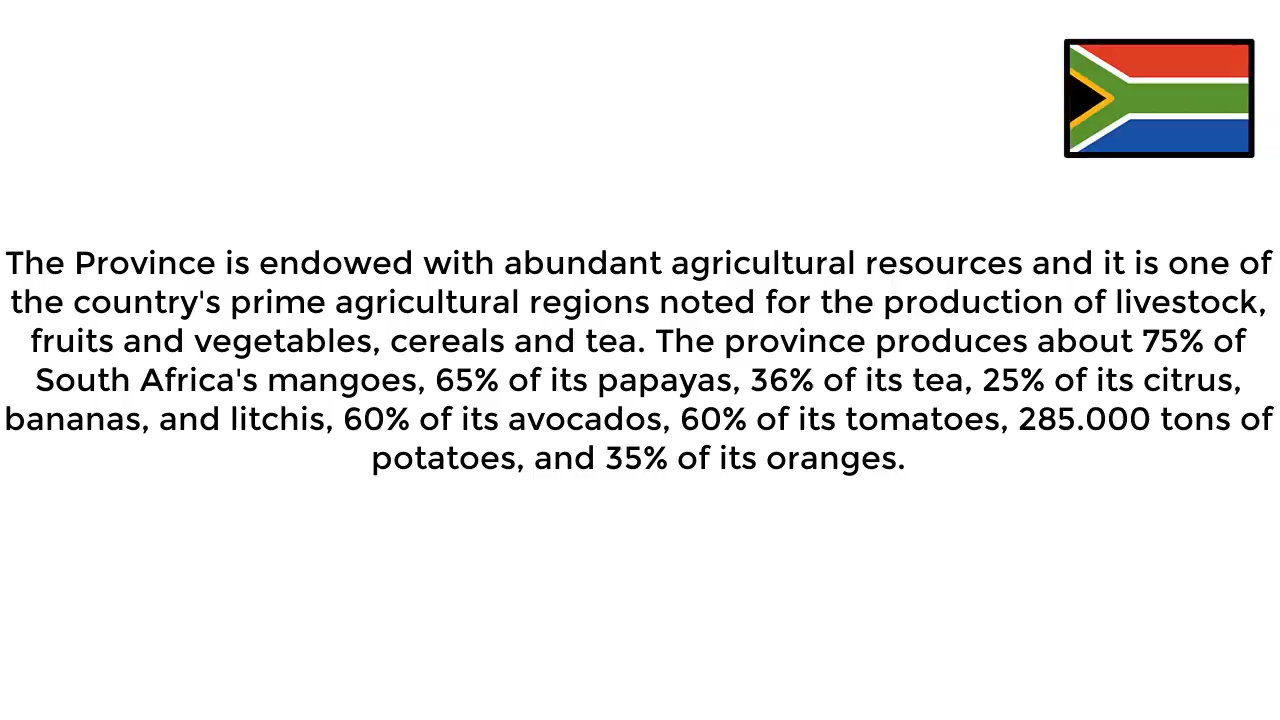 The Province is endowed with abundant agricultural resources and it is one of
the country's prime agricultural regions noted for the production of livestock,
fruits and vegetables, cereals and tea. The province produces about 75% of
South Africa's mangoes, 65% of its papayas, 36% of its tea, 25% of its citrus,
bananas, and litchis, 60% of its avocados, 60% of its tomatoes, 285.000 tons of
potatoes, and 35% of its oranges.